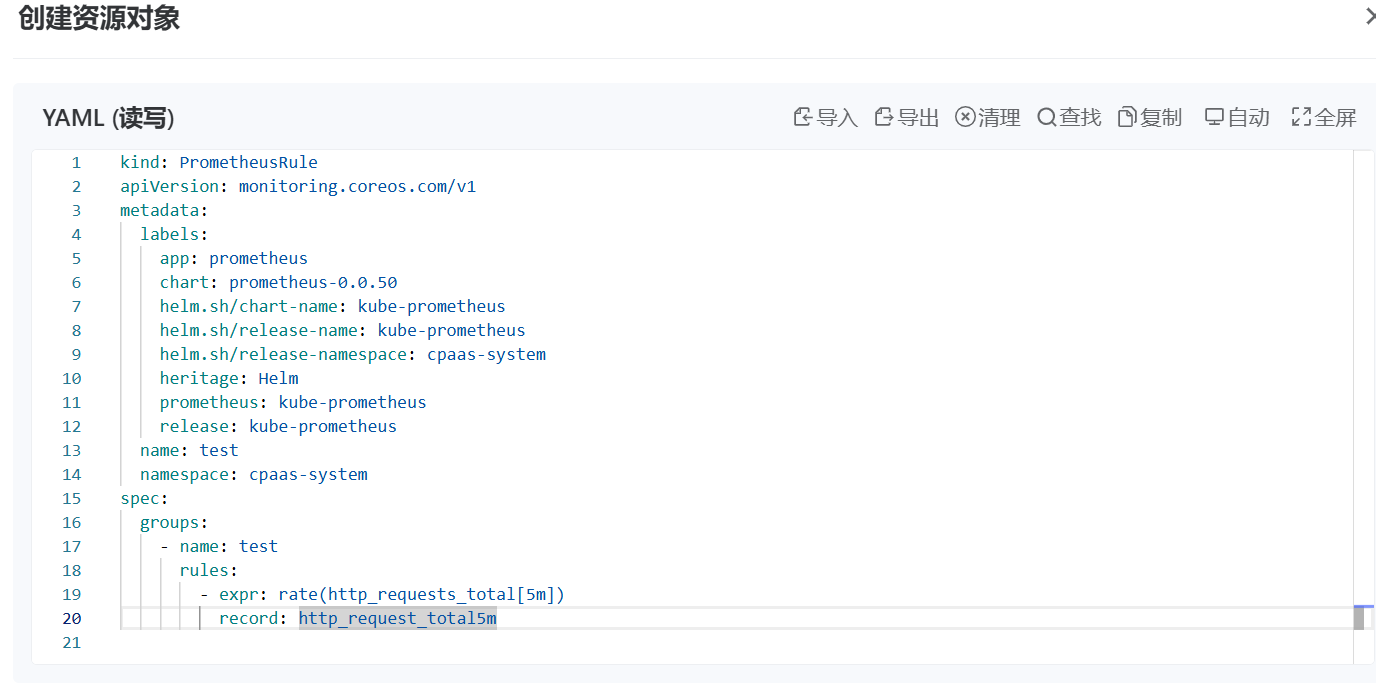 创建资源对象
YAML (读写)
导入 导出 清理 查找 复制 自动 全屏
1 kind: PrometheusRule
2 apiVersion: monitoring.coreos.com/v1
3 metadata:
4 labels:
5 app: prometheus
6 chart: prometheus-0.0.50
7 helm.sh/chart-name: kube-prometheus
8 helm.sh/release-name: kube-prometheus
9 helm.sh/release-namespace: cpaas-system
10 heritage: Helm
11 prometheus: kube-prometheus
12 release: kube-prometheus
13 name: test
14 namespace: cpaas-system
15 spec:
16 groups:
17 - name: test
18 rules:
19 - expr: rate(http_requests_total[5m])
20 record: http_request_total5m
21